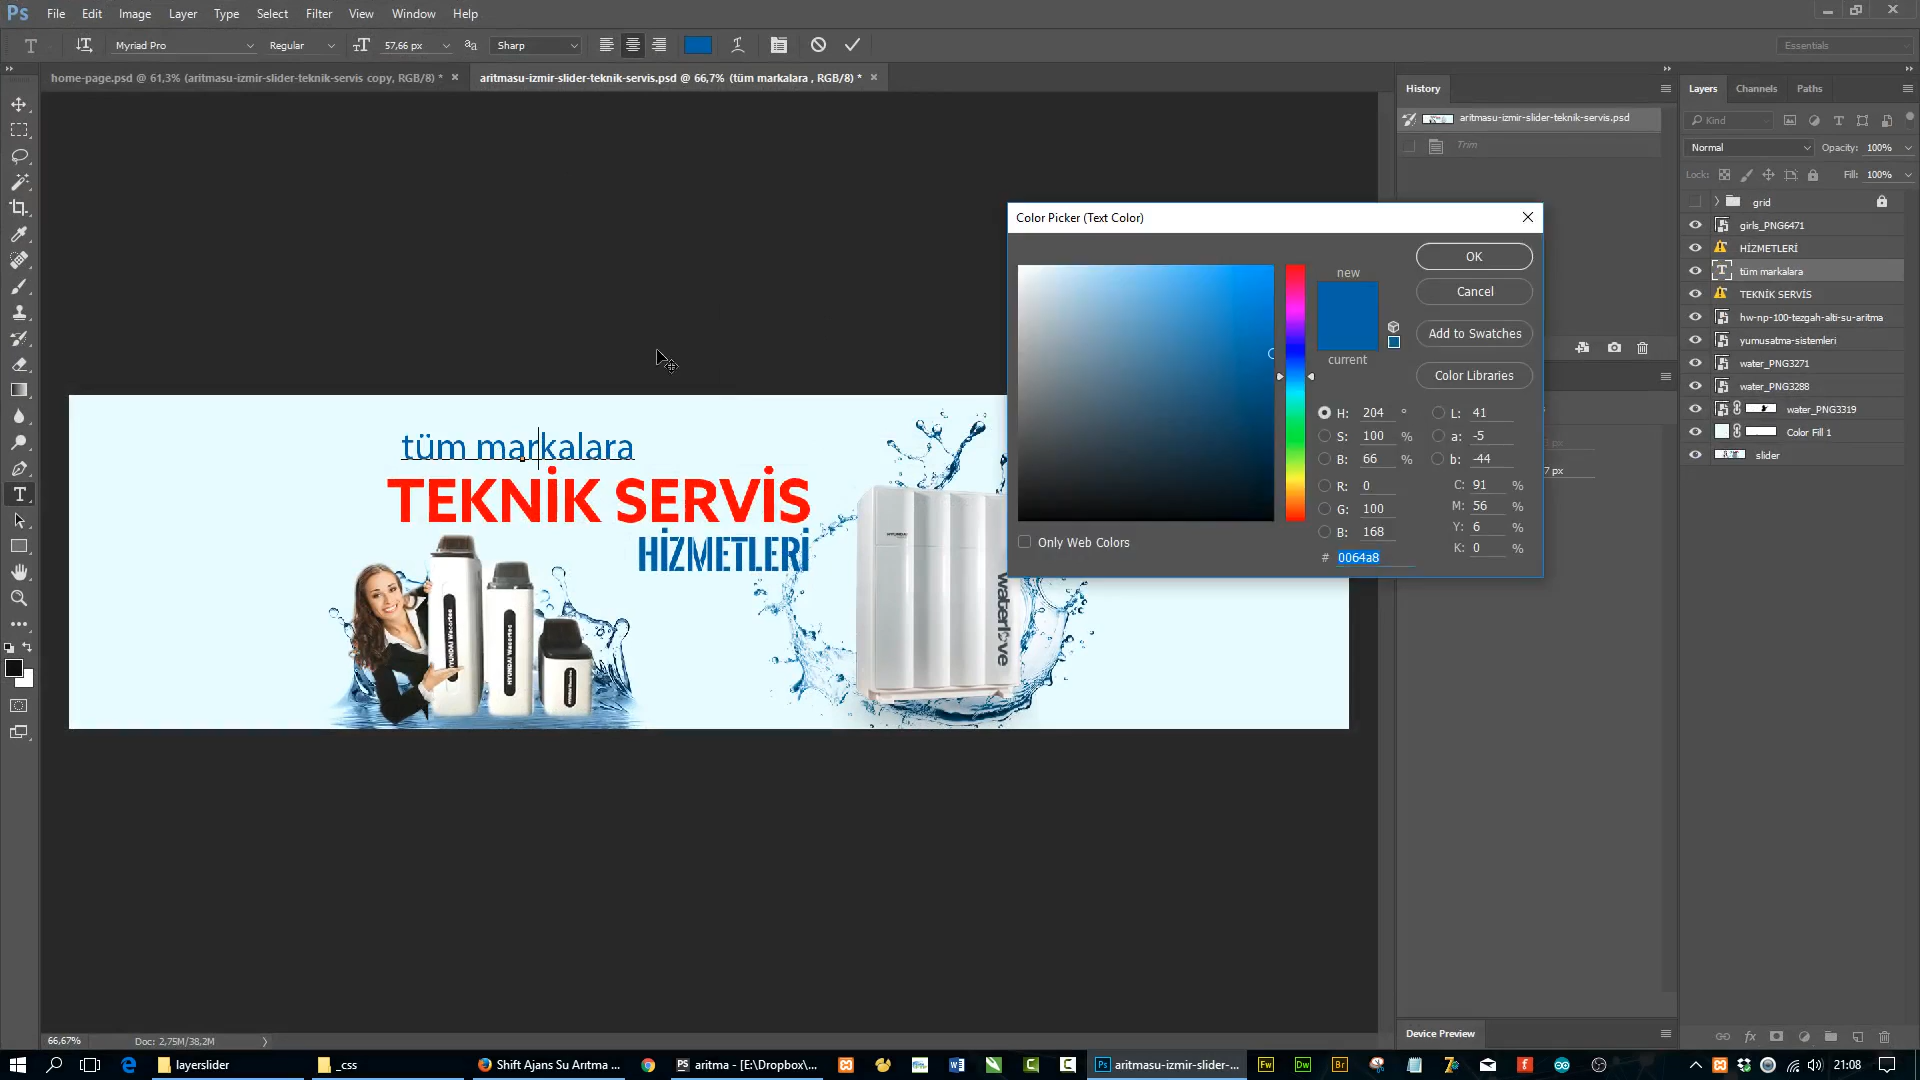 Ps File Edit Image Layer Type Select Filter View Window Help
Myriad Pro Regular 57,66 px Sharp Essentials
home-page.psd @ 61,3% (aritmasu-izmir-slider-teknik-servis copy, RGB/8) *
aritmasu-izmir-slider-teknik-servis.psd @ 66,7% (tüm markalara , RGB/8) *
History
aritmasu-izmir-slider-teknik-servis.psd
Trim
Layers Channels Paths
Kind
Normal Opacity: 100%
Lock: Fill: 100%
grid
girls_PNG6471
HİZMETLERİ
tüm markalara
TEKNİK SERVİS
hw-np-100-tezgah-alti-su-aritma
yumusatma-sistemleri
water_PNG3271
water_PNG3288
water_PNG3319
Color Fill 1
slider
Color Picker (Text Color)
new
current
OK
Cancel
Add to Swatches
Color Libraries
H: 204 ° L: 41
S: 100 % a: -5
B: 66 % b: -44
R: 0 C: 91 %
G: 100 M: 56 %
B: 168 Y: 6 %
K: 0 %
# 0064a8
Only Web Colors
tüm markalara
TEKNİK SERVİS
HİZMETLERİ
HYUNDAI Wacortec
HYUNDAI Wacortec
HYUNDAI
waterlove
7 px
Device Preview
66,67% Doc: 2,75M/38,2M
layerslider
_css
Shift Ajans Su Arıtma ...
aritma - [E:\Dropbox\...
aritmasu-izmir-slider-...
21:08